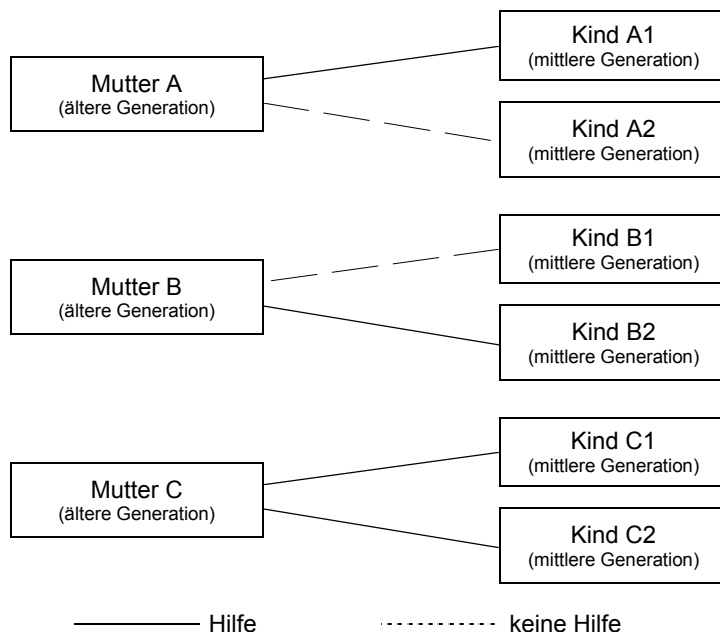 Kind A1
(mittlere Generation)
Mutter A
(ältere Generation)
Kind A2
(mittlere Generation)
Kind B1
(mittlere Generation)
Mutter B
(ältere Generation)
Kind B2
(mittlere Generation)
Kind C1
(mittlere Generation)
Mutter C
(ältere Generation)
Kind C2
(mittlere Generation)
Hilfe
keine Hilfe